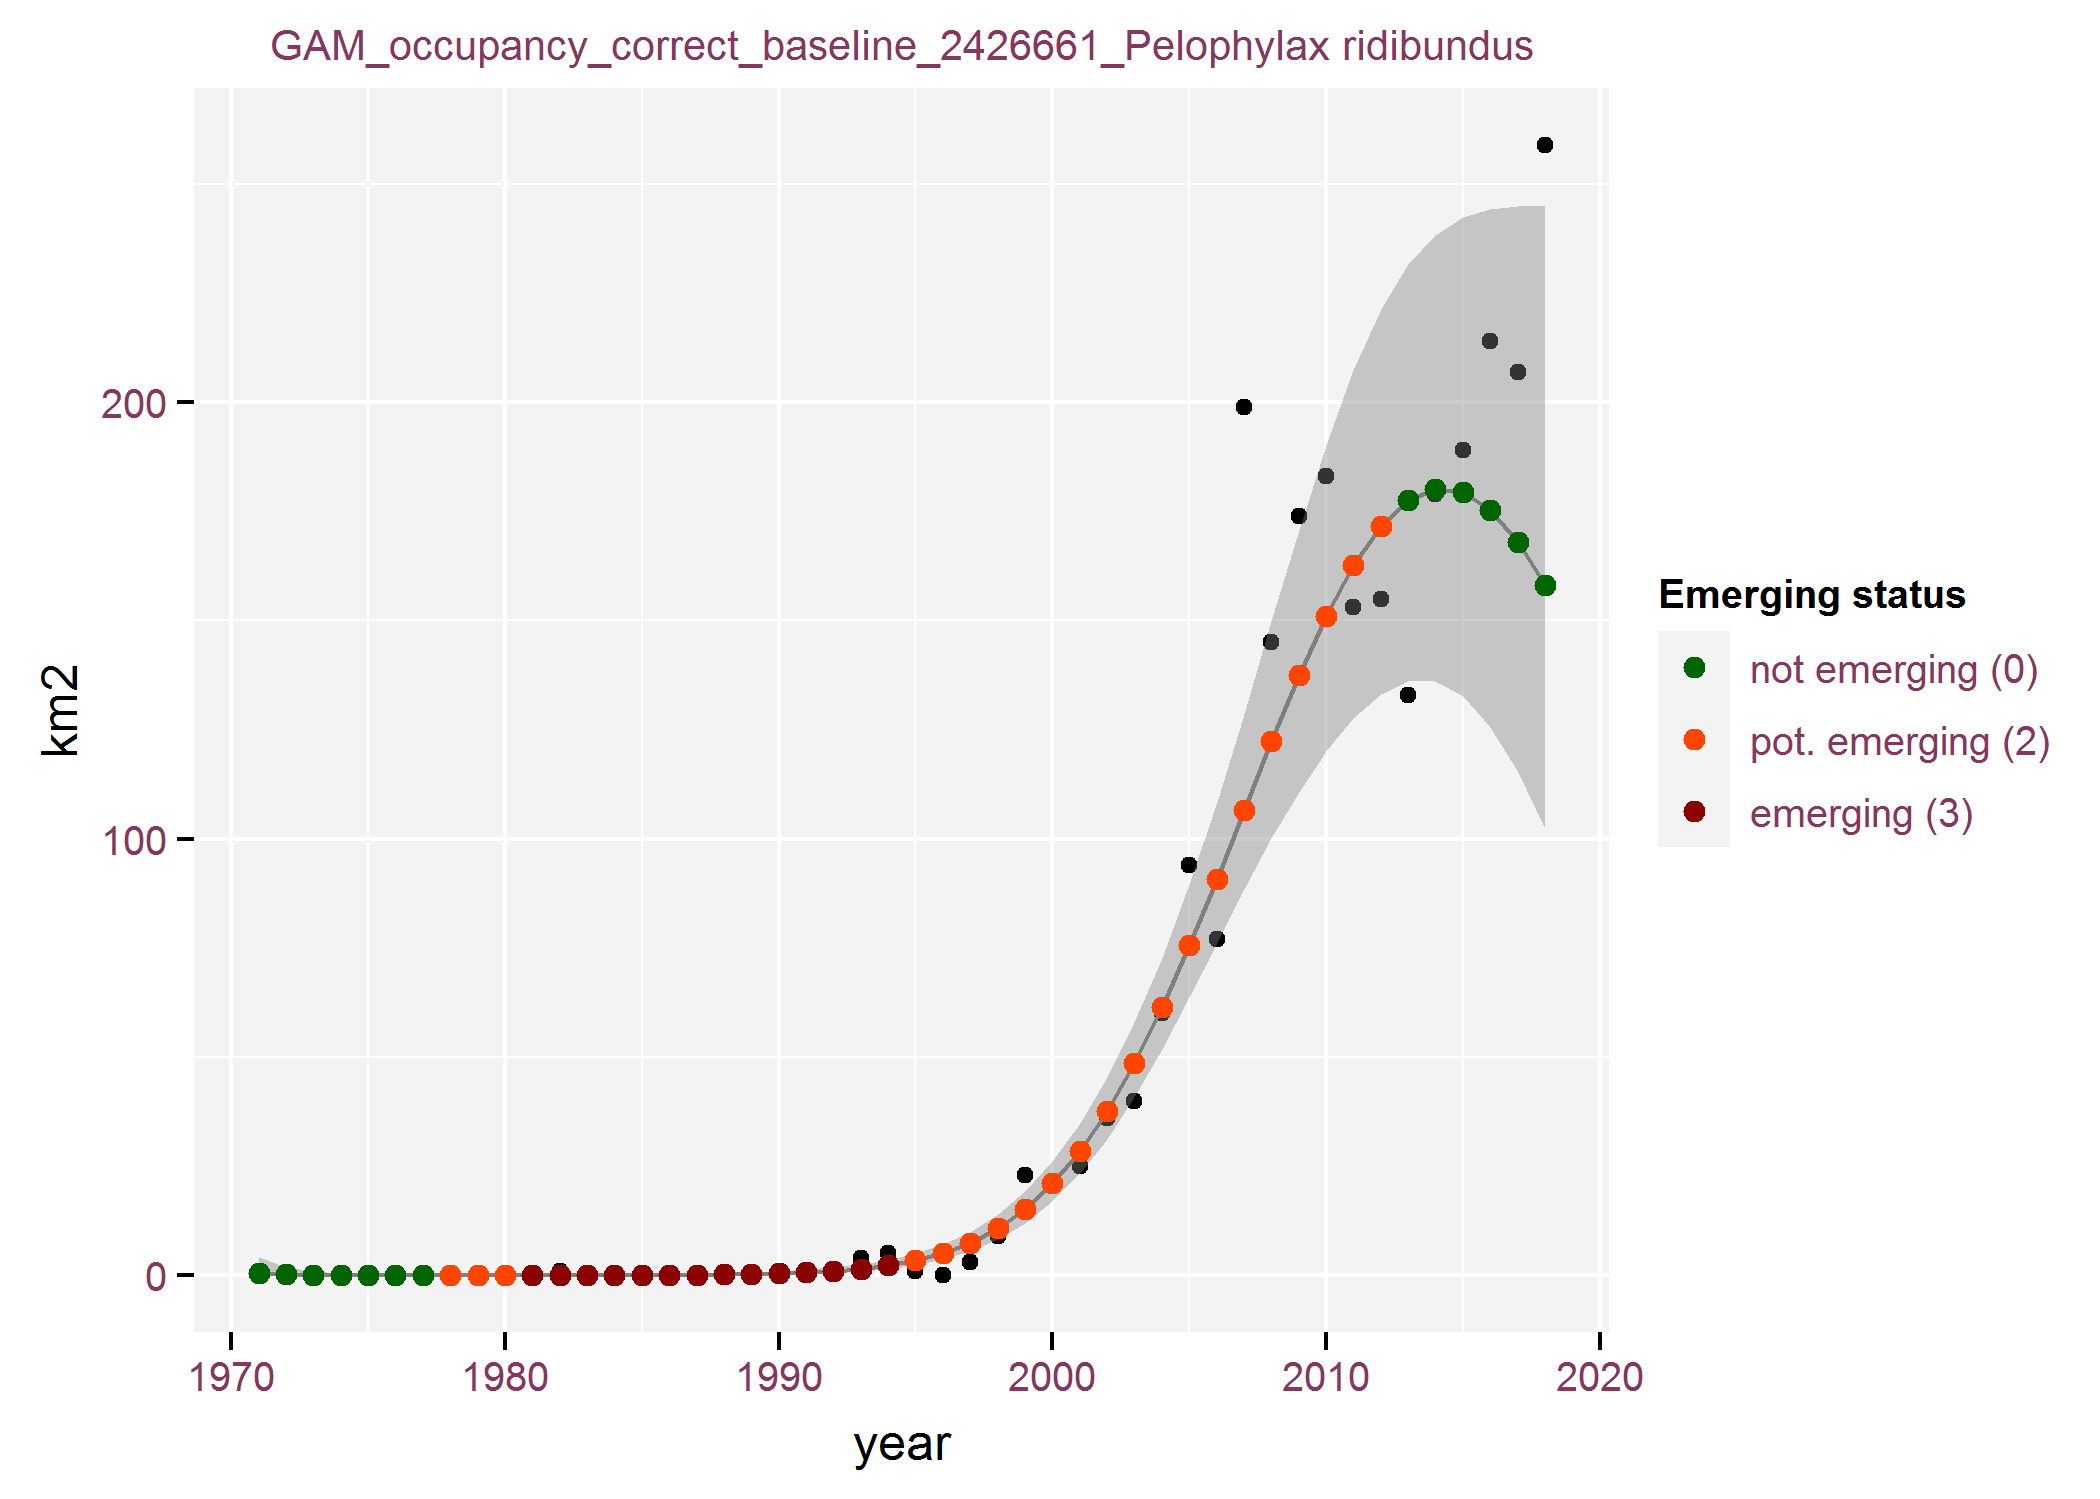 GAM_occupancy_correct_baseline_2426661_Pelophylax ridibundus
km2
200
100
0
1970 1980 1990 2000 2010 2020
year
Emerging status
not emerging (0)
pot. emerging (2)
emerging (3)